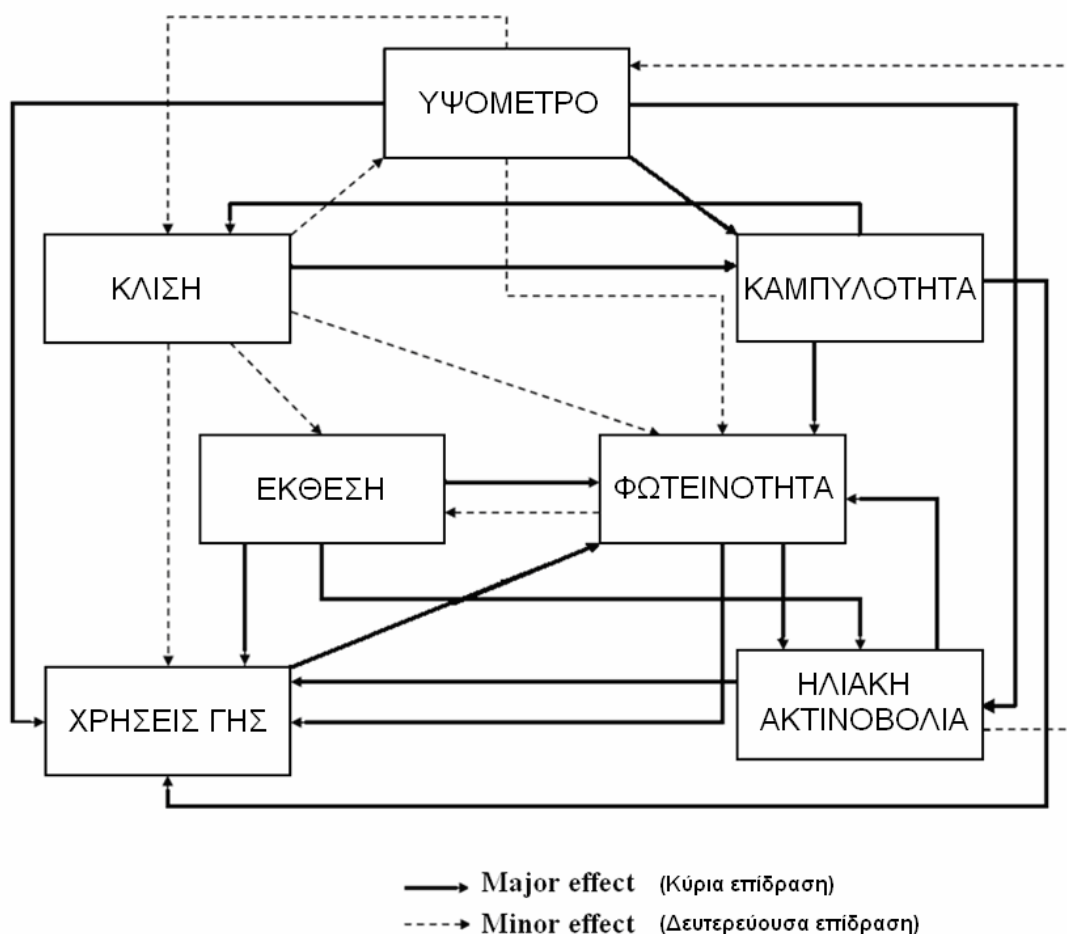 ΥΨΟΜΕΤΡΟ
ΚΛΙΣΗ
ΚΑΜΠΥΛΟΤΗΤΑ
ΕΚΘΕΣΗ
ΦΩΤΕΙΝΟΤΗΤΑ
ΧΡΗΣΕΙΣ ΓΗΣ
ΗΛΙΑΚΗ
ΑΚΤΙΝΟΒΟΛΙΑ
Major effect (Κύρια επίδραση)
Minor effect (Δευτερεύουσα επίδραση)